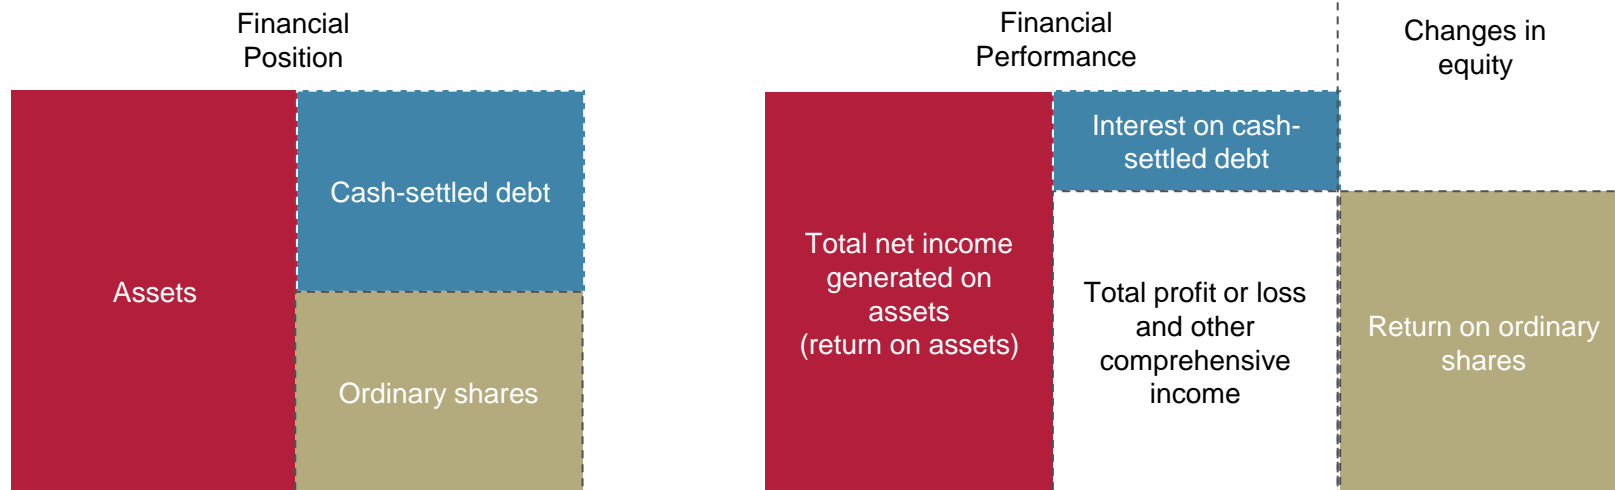 Financial
Position
Assets
Cash-settled debt
Ordinary shares
Financial
Performance
Total net income
generated on
assets
(return on assets)
Interest on cash-
settled debt
Total profit or loss
and other
comprehensive
income
Changes in
equity
Return on ordinary
shares